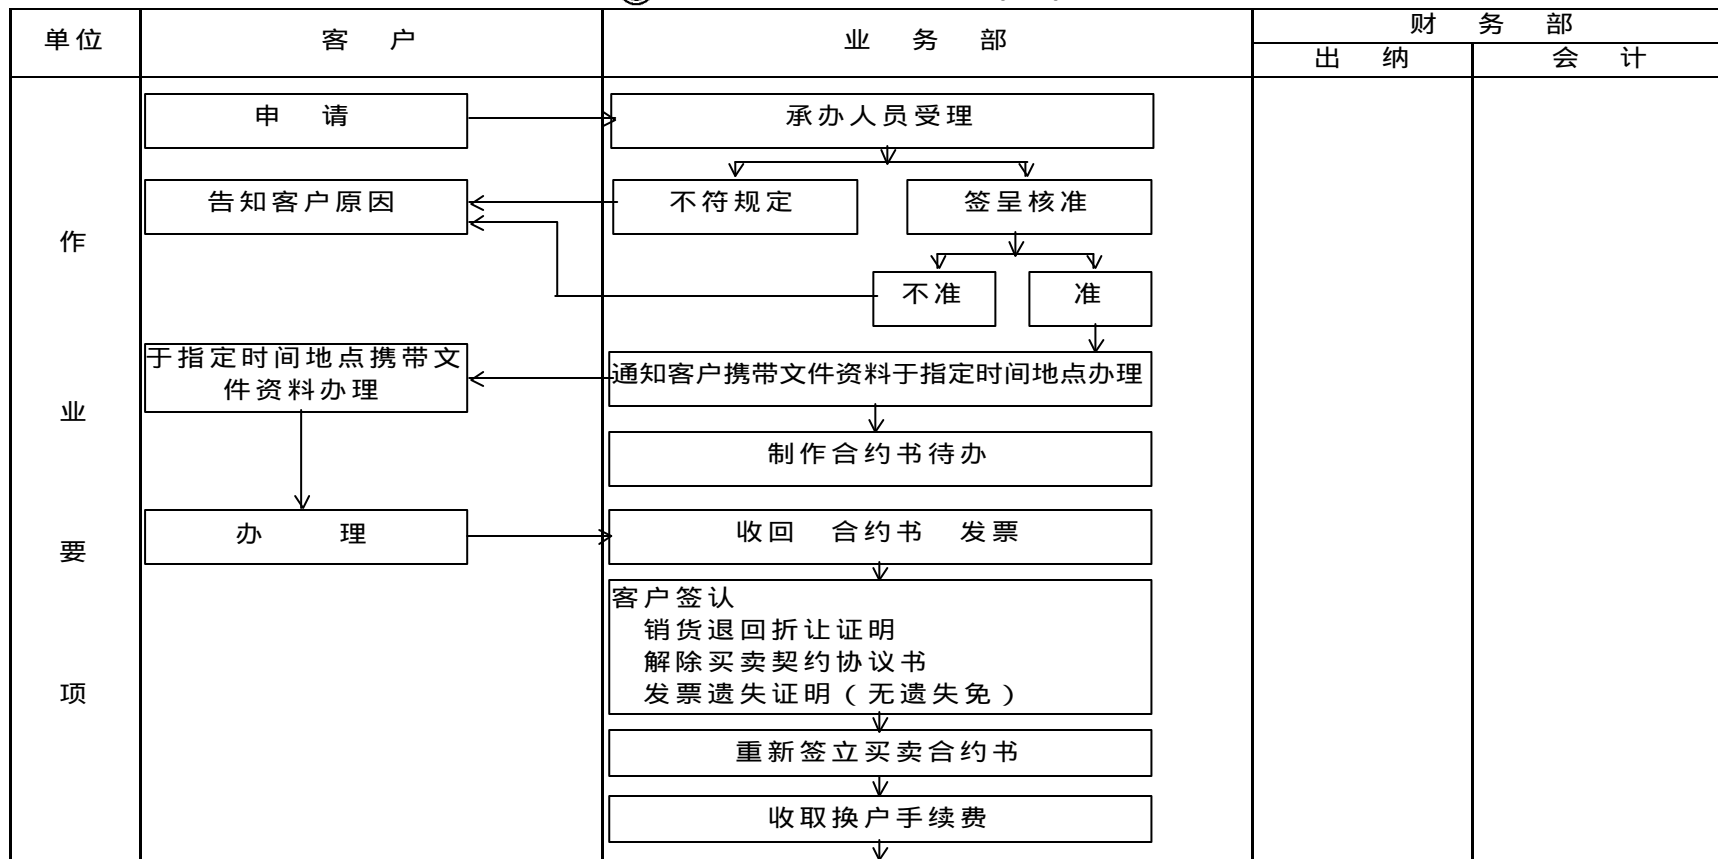 单位
客 户
业 务 部
财 务 部
出 纳
会 计
申 请
承办人员受理
告知客户原因
不符规定
签呈核准
作
不准
准
于指定时间地点携带文
件资料办理
通知客户携带文件资料于指定时间地点办理
业
制作合约书待办
办 理
收回 合约书 发票
要
客户签认
销货退回折让证明
解除买卖契约协议书
发票遗失证明（无遗失免）
项
重新签立买卖合约书
收取换户手续费